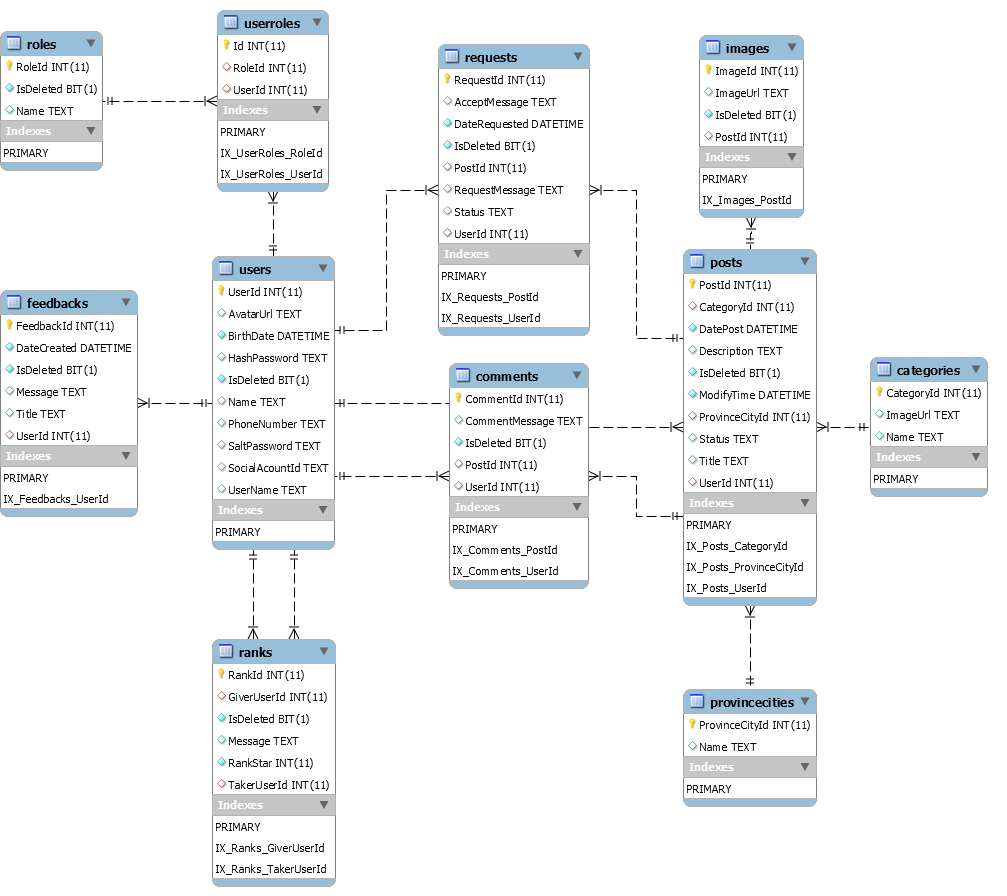 roles
RoleId INT(11)
IsDeleted BIT(1)
Name TEXT
Indexes
PRIMARY
userroles
Id INT(11)
RoleId INT(11)
UserId INT(11)
Indexes
PRIMARY
IX_UserRoles_RoleId
IX_UserRoles_UserId
requests
RequestId INT(11)
AcceptMessage TEXT
DateRequested DATETIME
IsDeleted BIT(1)
PostId INT(11)
RequestMessage TEXT
Status TEXT
UserId INT(11)
Indexes
PRIMARY
IX_Requests_PostId
IX_Requests_UserId
images
ImageId INT(11)
ImageUrl TEXT
IsDeleted BIT(1)
PostId INT(11)
Indexes
PRIMARY
IX_Images_PostId
feedbacks
FeedbackId INT(11)
DateCreated DATETIME
IsDeleted BIT(1)
Message TEXT
Title TEXT
UserId INT(11)
Indexes
PRIMARY
IX_Feedbacks_UserId
users
UserId INT(11)
AvatarUrl TEXT
BirthDate DATETIME
HashPassword TEXT
IsDeleted BIT(1)
Name TEXT
PhoneNumber TEXT
SaltPassword TEXT
SocialAcountId TEXT
UserName TEXT
Indexes
PRIMARY
comments
CommentId INT(11)
CommentMessage TEXT
IsDeleted BIT(1)
PostId INT(11)
UserId INT(11)
Indexes
PRIMARY
IX_Comments_PostId
IX_Comments_UserId
posts
PostId INT(11)
CategoryId INT(11)
DatePost DATETIME
Description TEXT
IsDeleted BIT(1)
ModifyTime DATETIME
ProvinceCityId INT(11)
Status TEXT
Title TEXT
UserId INT(11)
Indexes
PRIMARY
IX_Posts_CategoryId
IX_Posts_ProvinceCityId
IX_Posts_UserId
categories
CategoryId INT(11)
ImageUrl TEXT
Name TEXT
Indexes
PRIMARY
ranks
RankId INT(11)
GiverUserId INT(11)
IsDeleted BIT(1)
Message TEXT
RankStar INT(11)
TakerUserId INT(11)
Indexes
PRIMARY
IX_Ranks_GiverUserId
IX_Ranks_TakerUserId
provincecities
ProvinceCityId INT(11)
Name TEXT
Indexes
PRIMARY